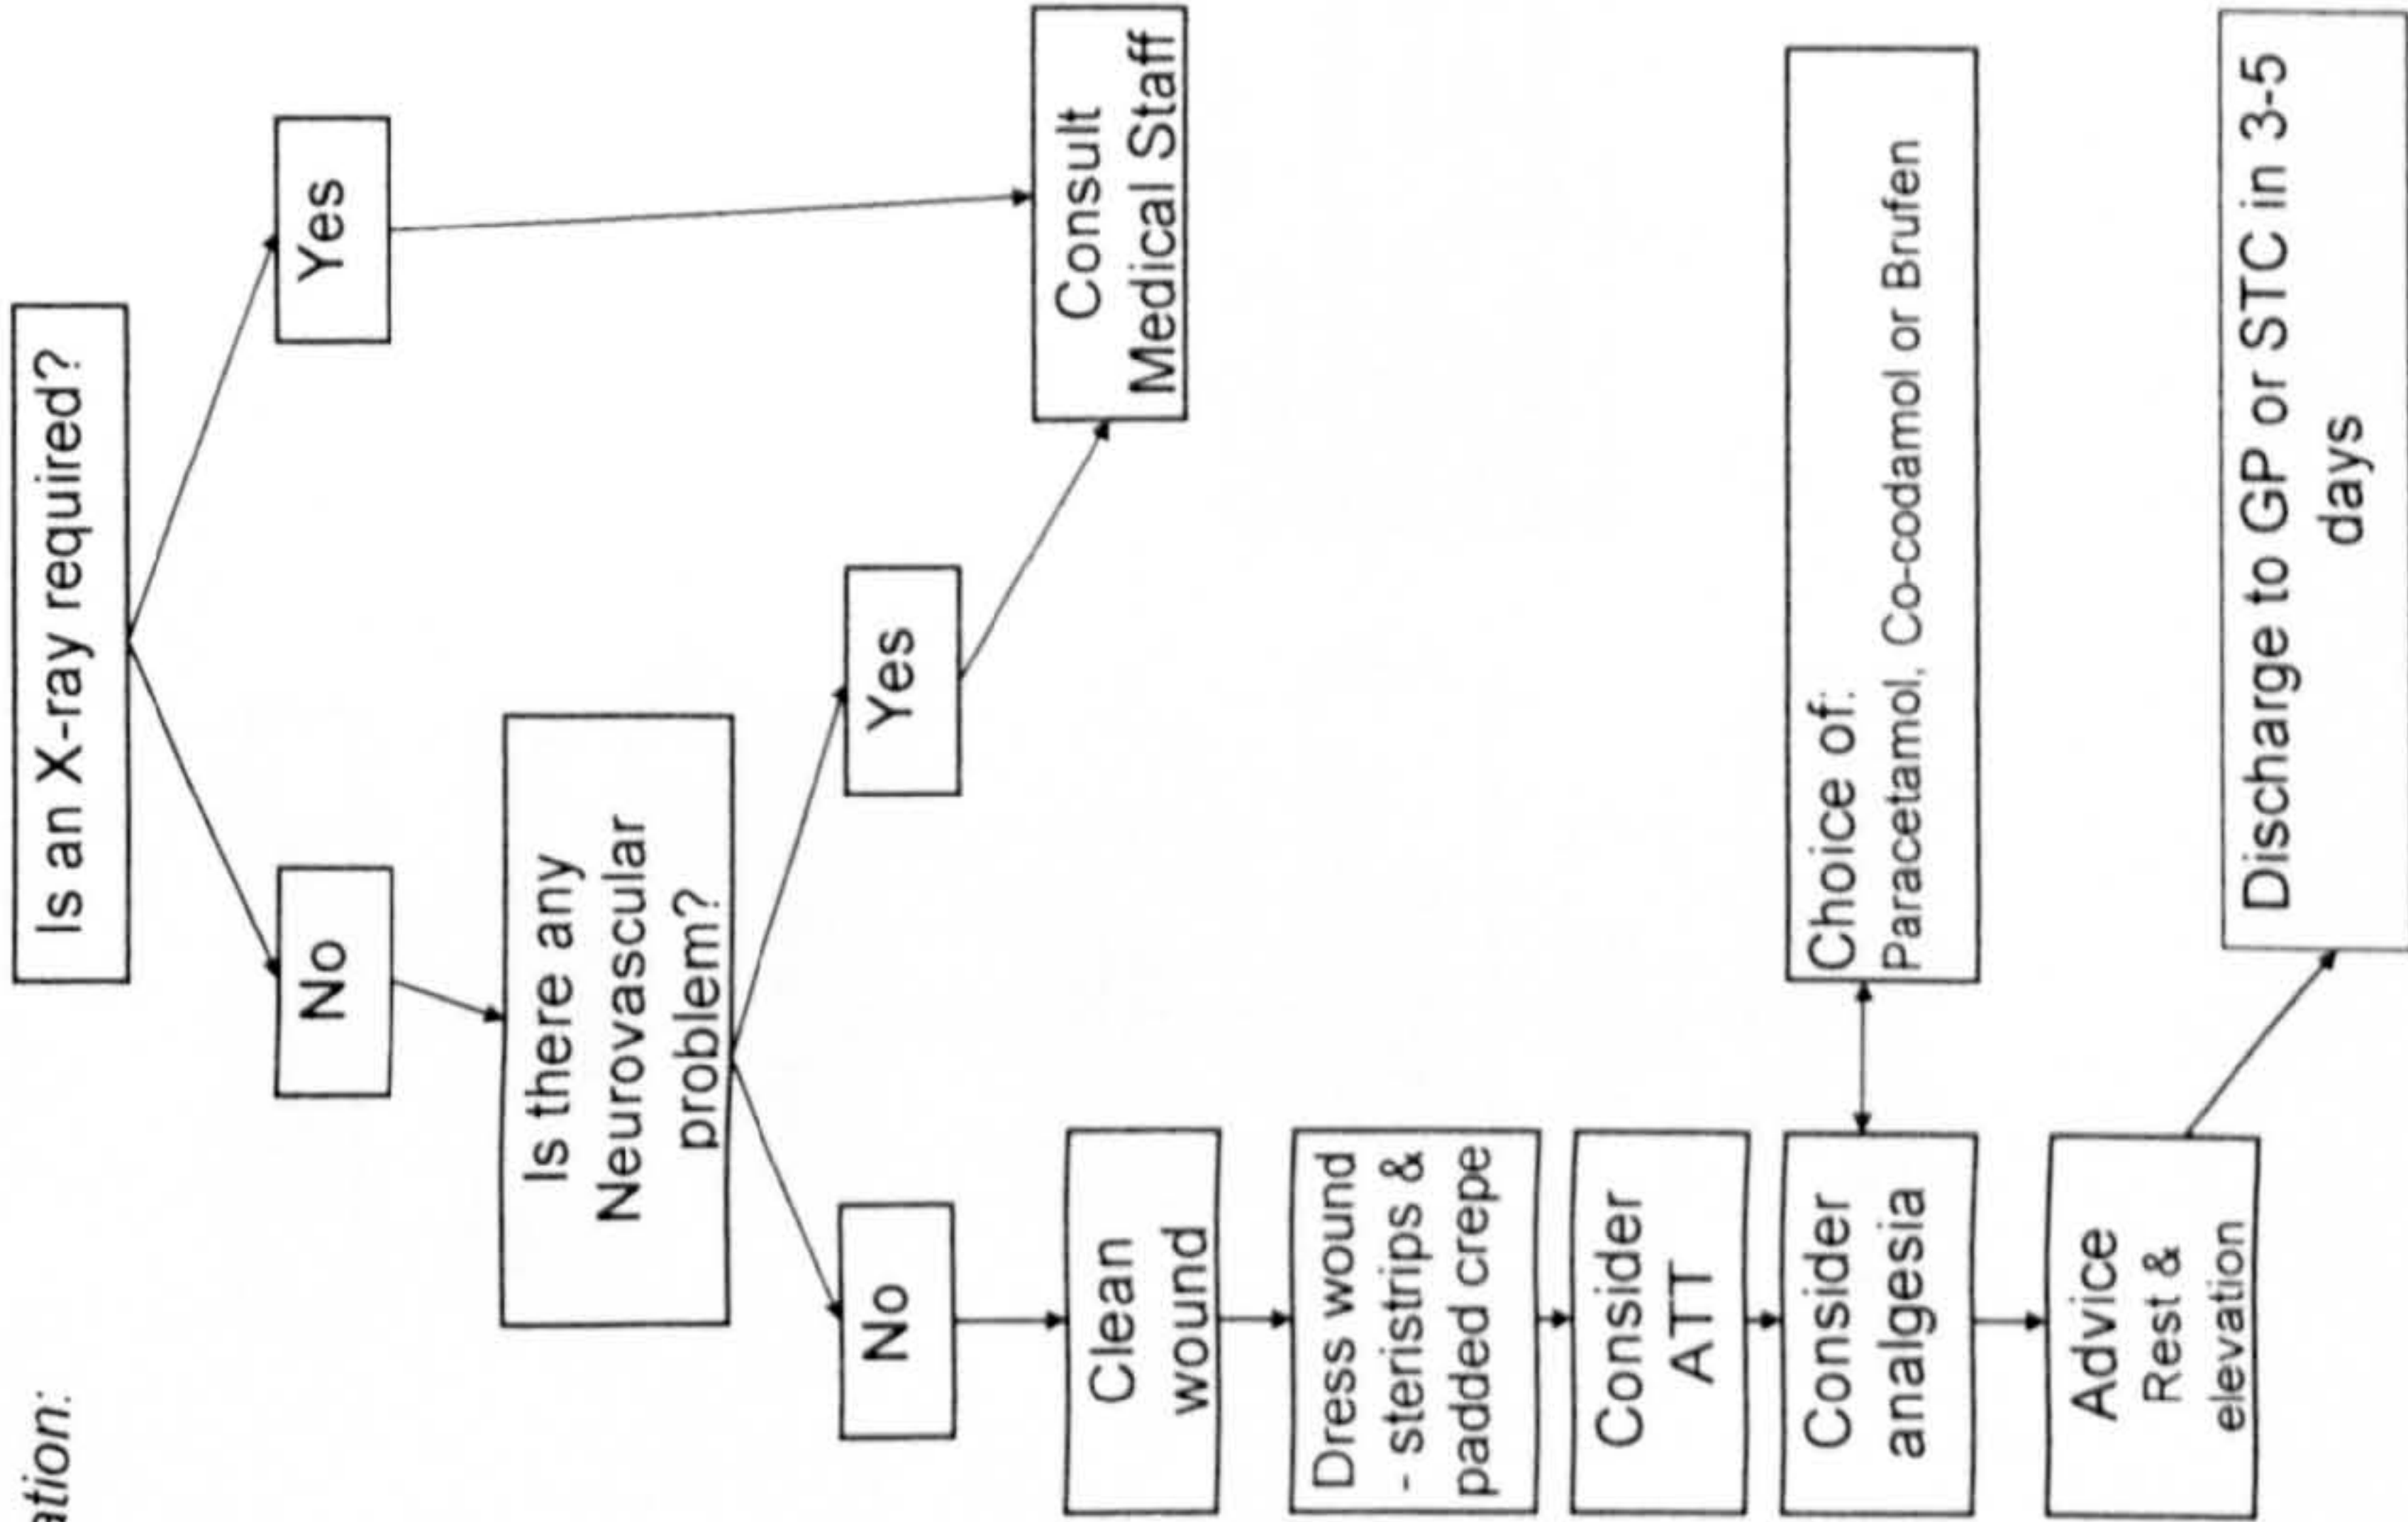 ation:
Is an X-ray required?
No
Yes
Is there any
Neurovascular
problem?
No
Yes
Consult
Medical Staff
Clean
wound
Dress wound
- steristrips &
padded crepe
Consider
ATT
Consider
analgesia
Choice of:
Paracetamol, Co-codamol or Brufen
Advice
Rest &
elevation
Discharge to GP or STC in 3-5
days